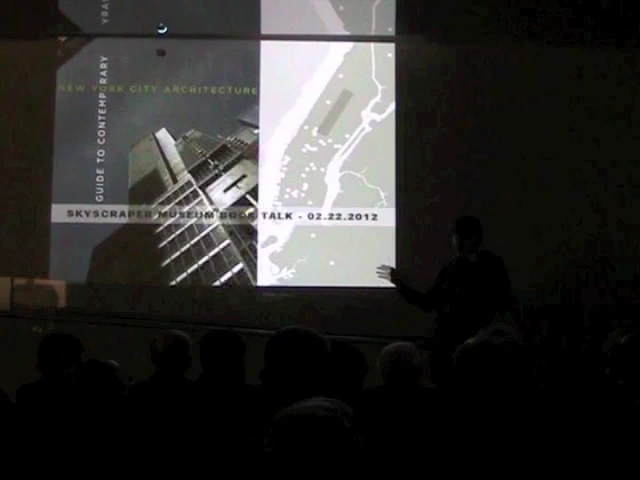 NEW YORK CITY ARCHITECTURE
GUIDE TO CONTEMPORARY
SKYSCRAPER MUSEUM BOOK TALK - 02.22.2012